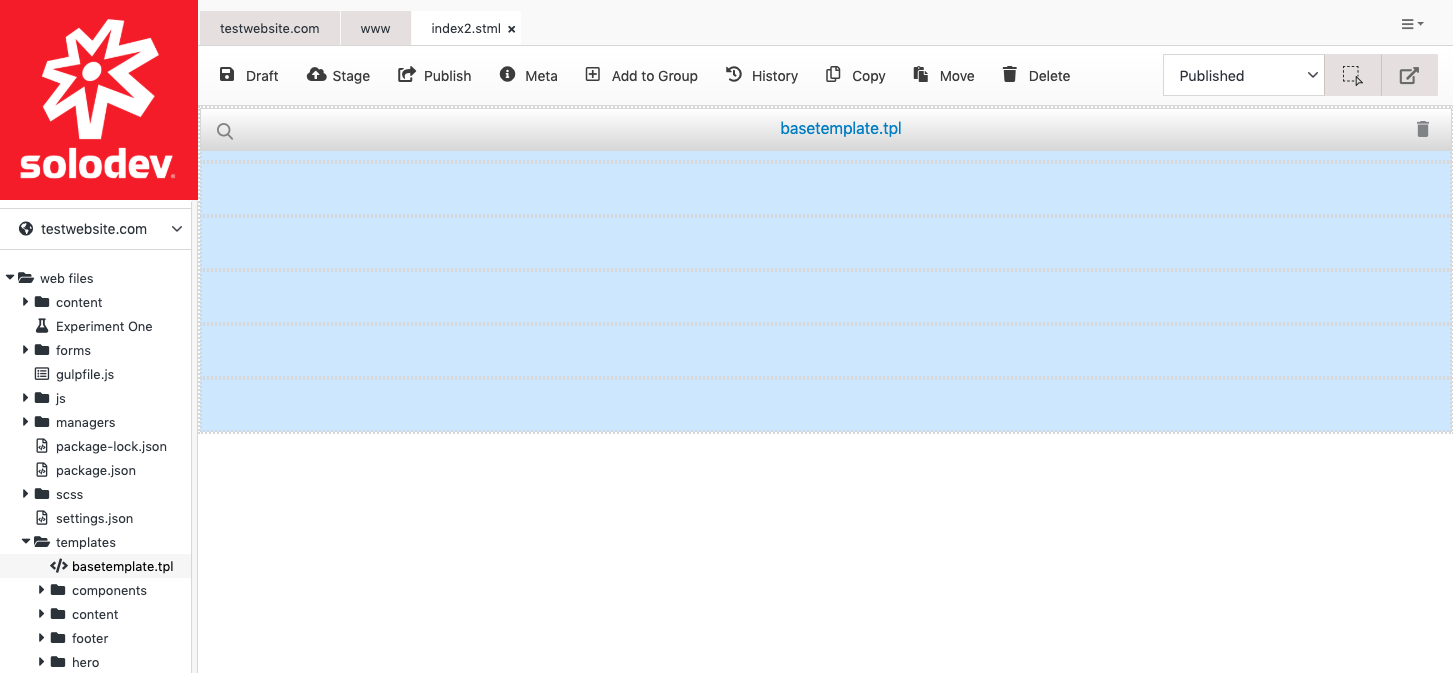 solodev
testwebsite.com www index2.stml ×
Draft Stage Publish Meta Add to Group History Copy Move Delete Published
basetemplate.tpl
testwebsite.com
web files
content
Experiment One
forms
gulpfile.js
js
managers
package-lock.json
package.json
scss
settings.json
templates
basetemplate.tpl
components
content
footer
hero